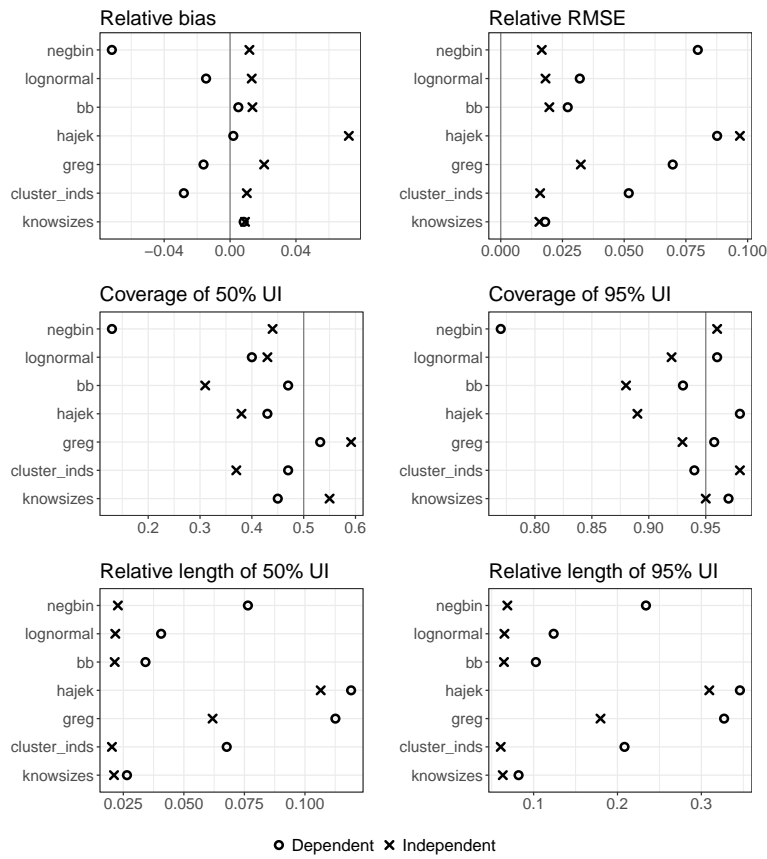 Relative bias
negbin
lognormal
bb
hajek
greg
cluster_inds
knowsizes
−0.04 0.00 0.04
Relative RMSE
negbin
lognormal
bb
hajek
greg
cluster_inds
knowsizes
0.000 0.025 0.050 0.075 0.100
Coverage of 50% UI
negbin
lognormal
bb
hajek
greg
cluster_inds
knowsizes
0.2 0.3 0.4 0.5 0.6
Coverage of 95% UI
negbin
lognormal
bb
hajek
greg
cluster_inds
knowsizes
0.80 0.85 0.90 0.95
Relative length of 50% UI
negbin
lognormal
bb
hajek
greg
cluster_inds
knowsizes
0.025 0.050 0.075 0.100
Relative length of 95% UI
negbin
lognormal
bb
hajek
greg
cluster_inds
knowsizes
0.1 0.2 0.3
Dependent Independent